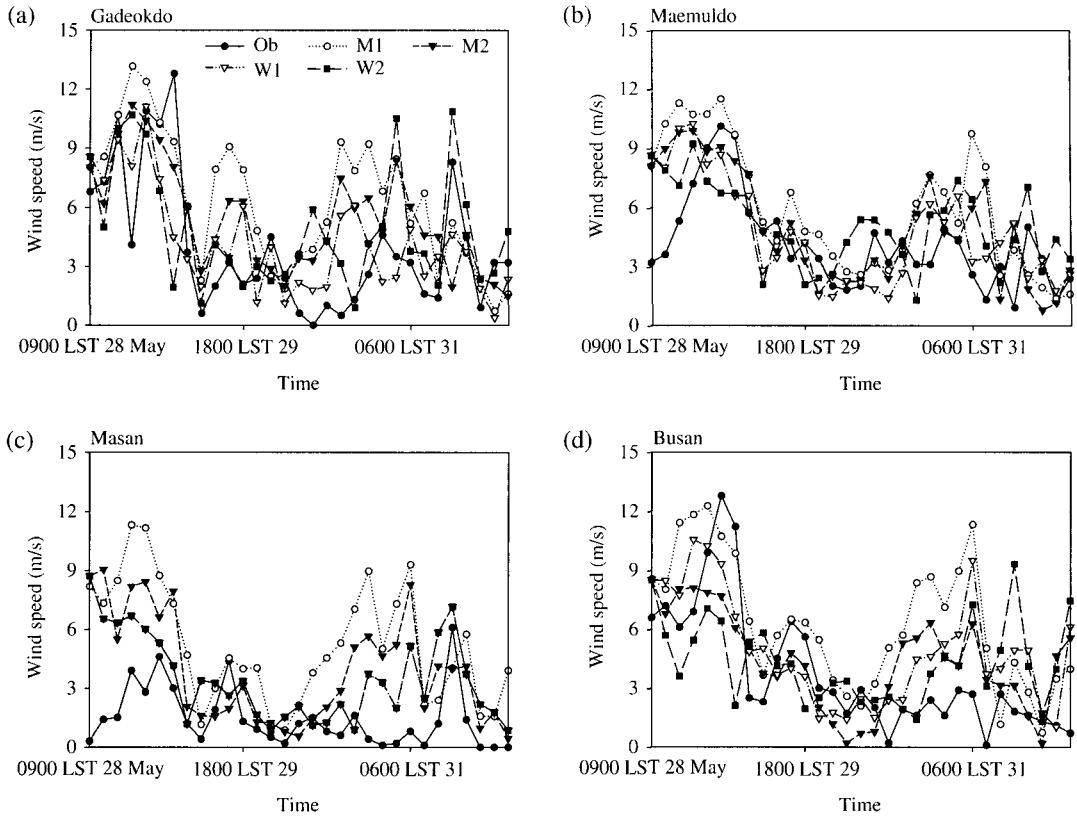 (a) Gadeokdo
15
12
9
6
3
0
Wind speed (m/s)
Ob M1 M2
W1 W2
0900 LST 28 May 1800 LST 29 0600 LST 31
Time
(b) Maemuldo
15
12
9
6
3
0
Wind speed (m/s)
0900 LST 28 May 1800 LST 29 0600 LST 31
Time
(c) Masan
15
12
9
6
3
0
Wind speed (m/s)
0900 LST 28 May 1800 LST 29 0600 LST 31
Time
(d) Busan
15
12
9
6
3
0
Wind speed (m/s)
0900 LST 28 May 1800 LST 29 0600 LST 31
Time